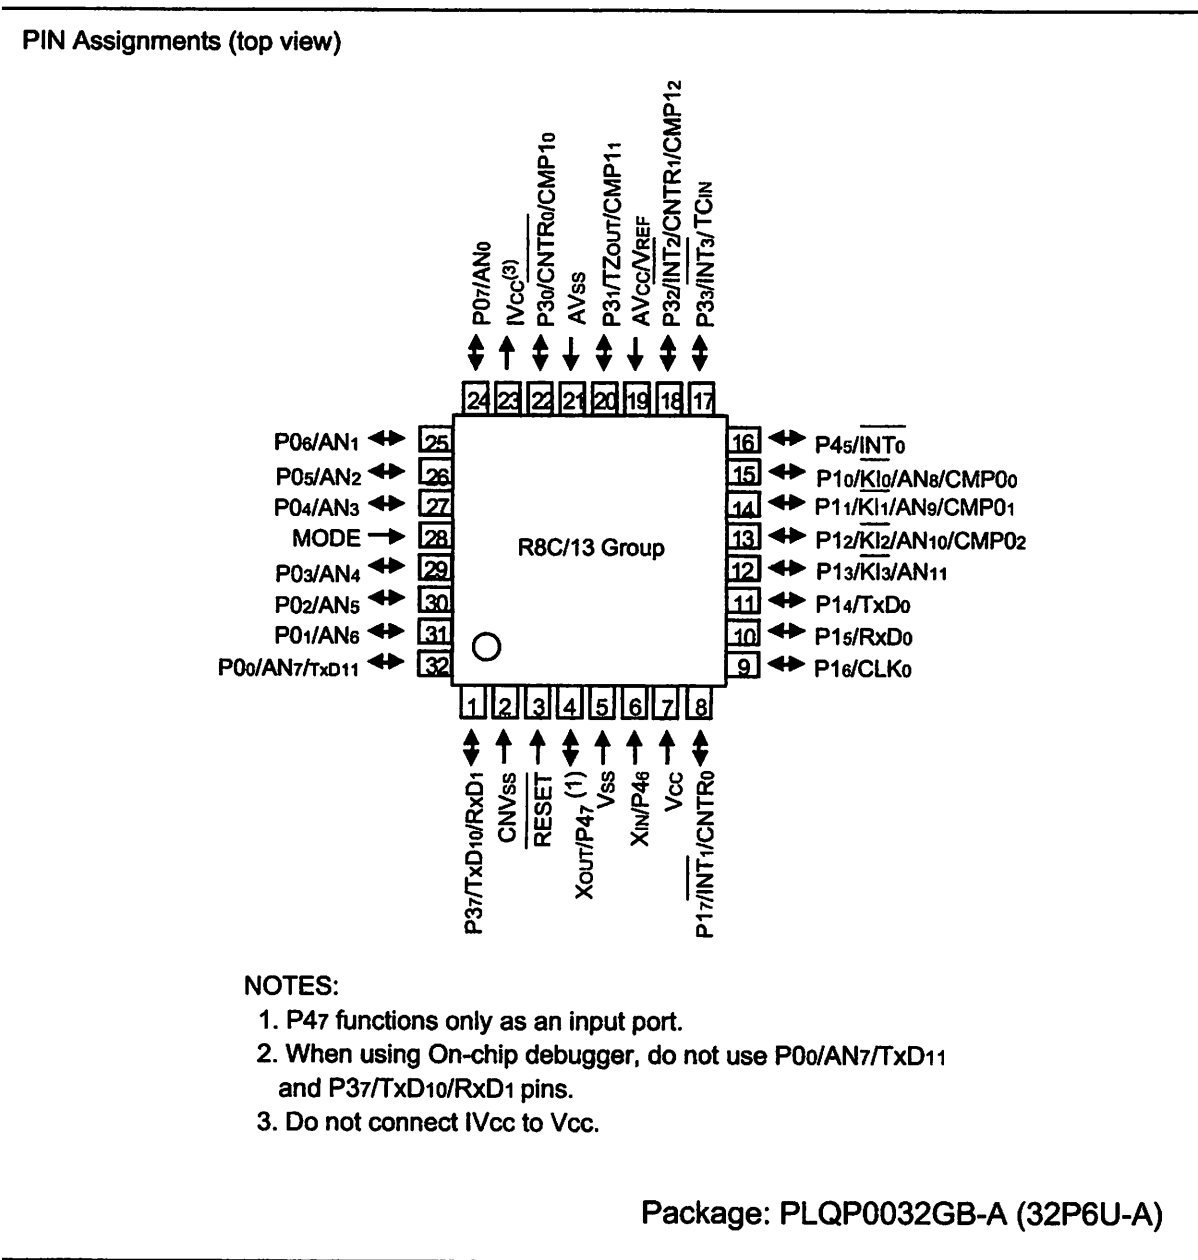 PIN Assignments (top view)
P07/AN0
IVcc(3)
P30/CNTR0/CMP10
AVss
P31/TZOUT/CMP11
AVcc/VREF
P32/INT2/CNTR1/CMP12
P33/INT3/TCIN
24 23 22 21 20 19 18 17
P06/AN1 25
P05/AN2 26
P04/AN3 27
MODE 28
P03/AN4 29
P02/AN5 30
P01/AN6 31
P00/AN7/TxD11 32
R8C/13 Group
16 P45/INT0
15 P10/KI0/AN8/CMP00
14 P11/KI1/AN9/CMP01
13 P12/KI2/AN10/CMP02
12 P13/KI3/AN11
11 P14/TxD0
10 P15/RxD0
9 P16/CLK0
1 2 3 4 5 6 7 8
P37/TxD10/RxD1
CNVss
RESET
XOUT/P47 (1)
Vss
XIN/P46
Vcc
P17/INT1/CNTR0
NOTES:
1. P47 functions only as an input port.
2. When using On-chip debugger, do not use P00/AN7/TxD11
and P37/TxD10/RxD1 pins.
3. Do not connect IVcc to Vcc.
Package: PLQP0032GB-A (32P6U-A)